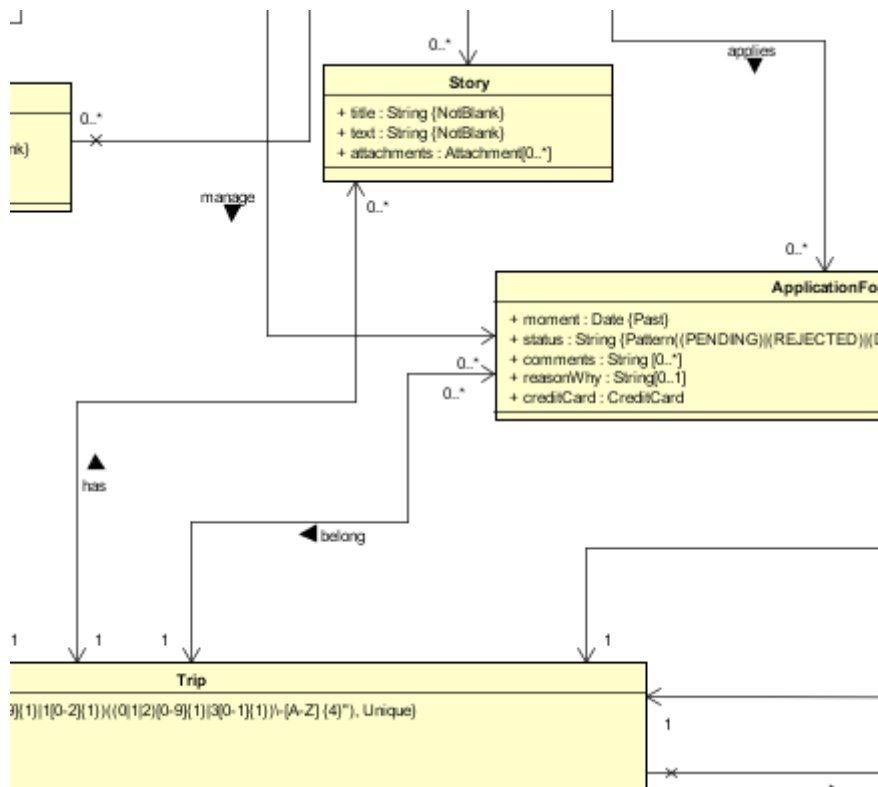 0..*
applies
Story
+ title : String {NotBlank}
+ text : String {NotBlank}
+ attachments : Attachment[0..*]
0..*
nk}
manage
0..*
0..*
ApplicationFo
+ moment : Date {Past}
+ status : String {Pattern((PENDING)|(REJECTED)|(D
+ comments : String [0..*]
+ reasonWhy : String[0..1]
+ creditCard : CreditCard
0..*
0..*
has
belong
1
1
1
1
Trip
9]{1}|1[0-2]{1})((0|1|2)[0-9]{1}|3[0-1]{1})\-[A-Z] {4}"), Unique}
1